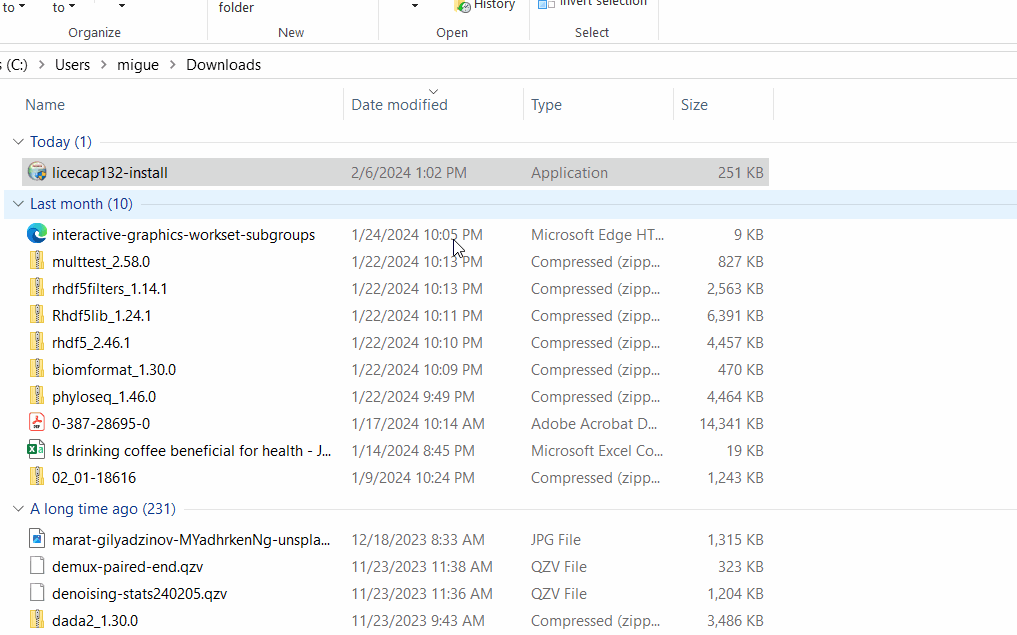 to to folder History Invert selection
Organize New Open Select
s (C:) > Users > migue > Downloads
Name Date modified Type Size
Today (1)
licecap132-install 2/6/2024 1:02 PM Application 251 KB
Last month (10)
interactive-graphics-workset-subgroups 1/24/2024 10:05 PM Microsoft Edge HT... 9 KB
multtest_2.58.0 1/22/2024 10:13 PM Compressed (zipp... 827 KB
rhdf5filters_1.14.1 1/22/2024 10:13 PM Compressed (zipp... 2,563 KB
Rhdf5lib_1.24.1 1/22/2024 10:11 PM Compressed (zipp... 6,391 KB
rhdf5_2.46.1 1/22/2024 10:10 PM Compressed (zipp... 4,457 KB
biomformat_1.30.0 1/22/2024 10:09 PM Compressed (zipp... 470 KB
phyloseq_1.46.0 1/22/2024 9:49 PM Compressed (zipp... 4,464 KB
0-387-28695-0 1/17/2024 10:14 AM Adobe Acrobat D... 14,341 KB
Is drinking coffee beneficial for health - J... 1/14/2024 8:45 PM Microsoft Excel Co... 19 KB
02_01-18616 1/9/2024 10:24 PM Compressed (zipp... 1,243 KB
A long time ago (231)
marat-gilyadzinov-MYadhrkenNg-unspla... 12/18/2023 8:33 AM JPG File 1,315 KB
demux-paired-end.qzv 11/23/2023 11:38 AM QZV File 323 KB
denoising-stats240205.qzv 11/23/2023 11:36 AM QZV File 1,204 KB
dada2_1.30.0 11/23/2023 9:43 AM Compressed (zipp... 3,486 KB